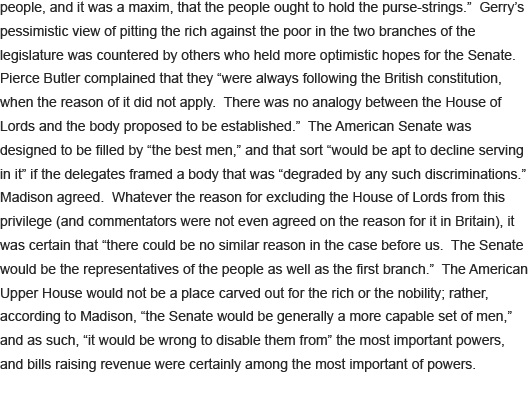 people, and it was a maxim, that the people ought to hold the purse-strings.”  Gerry’s
pessimistic view of pitting the rich against the poor in the two branches of the
legislature was countered by others who held more optimistic hopes for the Senate.
Pierce Butler complained that they “were always following the British constitution,
when the reason of it did not apply.  There was no analogy between the House of
Lords and the body proposed to be established.”  The American Senate was
designed to be filled by “the best men,” and that sort “would be apt to decline serving
in it” if the delegates framed a body that was “degraded by any such discriminations.”
Madison agreed.  Whatever the reason for excluding the House of Lords from this
privilege (and commentators were not even agreed on the reason for it in Britain), it
was certain that “there could be no similar reason in the case before us.  The Senate
would be the representatives of the people as well as the first branch.”  The American
Upper House would not be a place carved out for the rich or the nobility; rather,
according to Madison, “the Senate would be generally a more capable set of men,”
and as such, “it would be wrong to disable them from” the most important powers,
and bills raising revenue were certainly among the most important of powers.